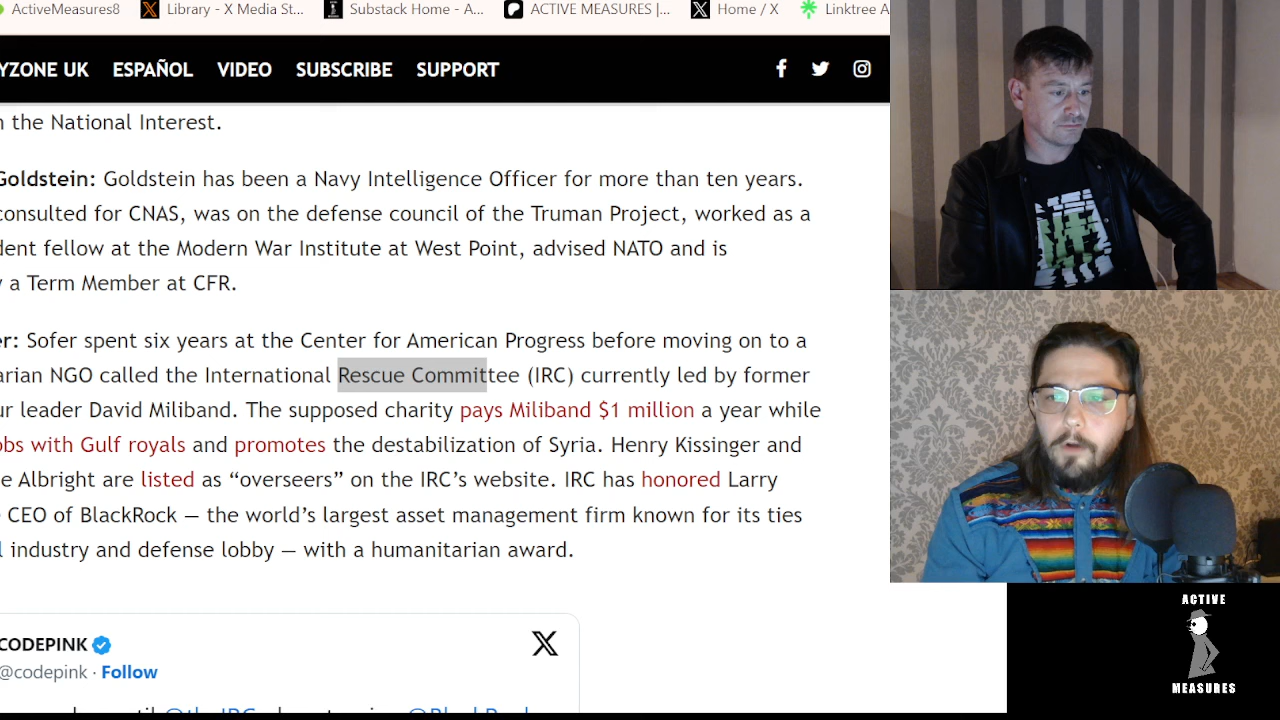 ActiveMeasures8 Library - X Media St... Substack Home - A... ACTIVE MEASURES |... Home / X Linktree A
YZONE UK ESPAÑOL VIDEO SUBSCRIBE SUPPORT
n the National Interest.
Goldstein: Goldstein has been a Navy Intelligence Officer for more than ten years.
consulted for CNAS, was on the defense council of the Truman Project, worked as a
dent fellow at the Modern War Institute at West Point, advised NATO and is
y a Term Member at CFR.
er: Sofer spent six years at the Center for American Progress before moving on to a
arian NGO called the International Rescue Committee (IRC) currently led by former
ur leader David Miliband. The supposed charity pays Miliband $1 million a year while
obs with Gulf royals and promotes the destabilization of Syria. Henry Kissinger and
e Albright are listed as “overseers” on the IRC’s website. IRC has honored Larry
CEO of BlackRock — the world’s largest asset management firm known for its ties
l industry and defense lobby — with a humanitarian award.
CODEPINK
@codepink · Follow
ACTIVE
MEASURES